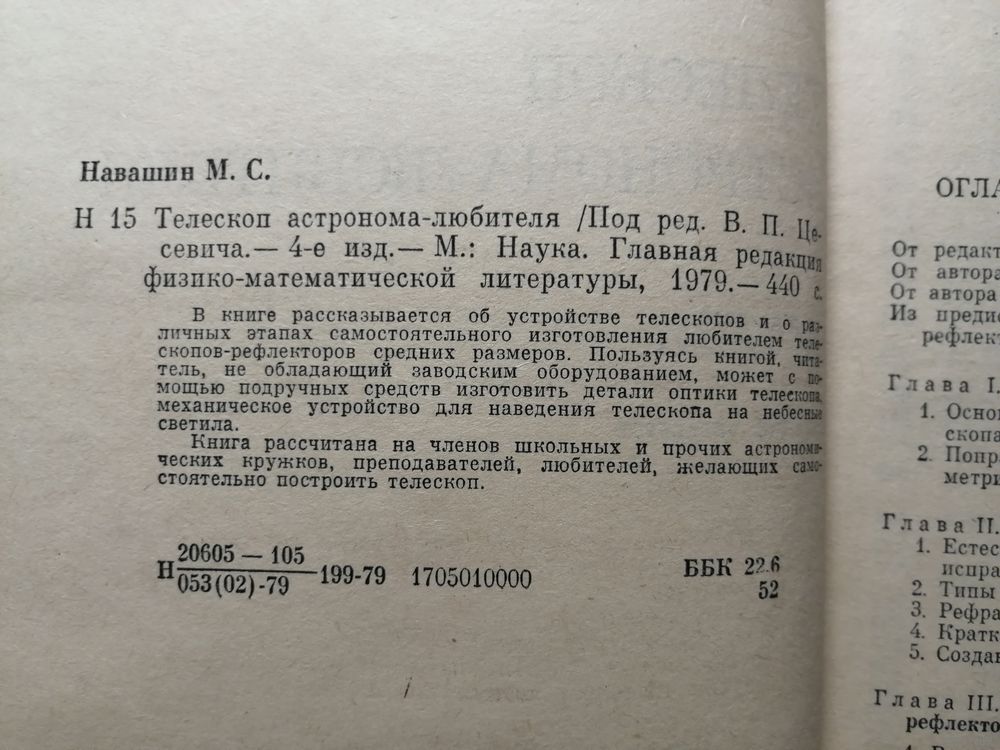 Навашин М. С.
Н 15 Телескоп астронома-любителя /Под ред. В. П. Це-
севича.— 4-е изд.— М.: Наука. Главная редакция
физико-математической литературы, 1979.— 440 с.
В книге рассказывается об устройстве телескопов и о раз-
личных этапах самостоятельного изготовления любителем теле-
скопов-рефлекторов средних размеров. Пользуясь книгой, чита-
тель, не обладающий заводским оборудованием, может с по-
мощью подручных средств изготовить детали оптики телескопа,
механическое устройство для наведения телескопа на небесные
светила.
Книга рассчитана на членов школьных и прочих астрономи-
ческих кружков, преподавателей, любителей, желающих само-
стоятельно построить телескоп.
Н 20605 — 105
053(02)-79 —199-79 1705010000
ББК 22.6
52
ОГЛА
От редакт
От автора
От автора
Из преди
рефлек
Глава I.
1. Осно
скопа
2. Попр
метри
Глава II.
1. Естес
испра
2. Типы
3. Рефра
4. Кратк
5. Созда
Глава III.
рефлекто